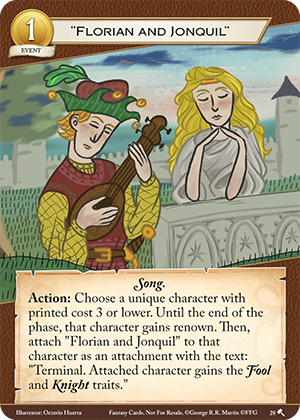 1
EVENT
"FLORIAN AND JONQUIL"
Song.
Action: Choose a unique character with
printed cost 3 or lower. Until the end of the
phase, that character gains renown. Then,
attach "Florian and Jonquil" to that
character as an attachment with the text:
"Terminal. Attached character gains the Fool
and Knight traits."
Illustrator: Octavio Huerta
Fantasy Cards. Not For Resale. ©George R.R. Martin ©FFG
28